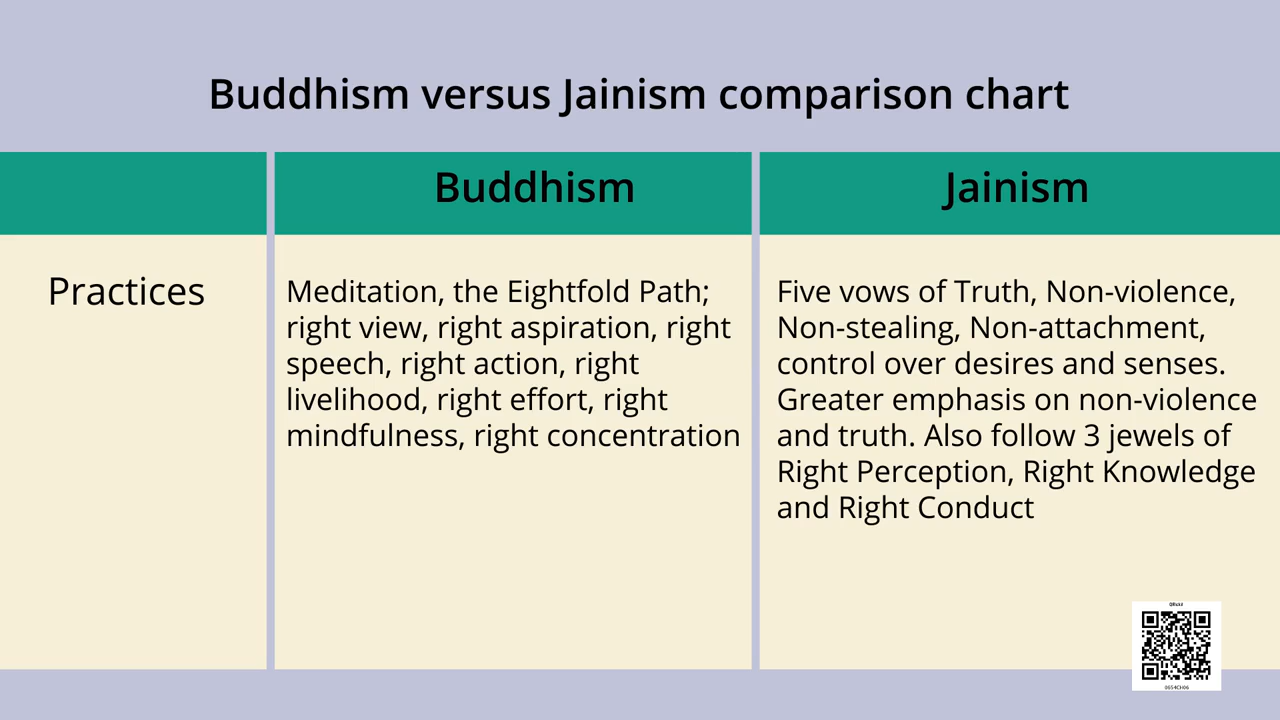 Buddhism versus Jainism comparison chart
Buddhism
Jainism
Practices
Meditation, the Eightfold Path;
right view, right aspiration, right
speech, right action, right
livelihood, right effort, right
mindfulness, right concentration
Five vows of Truth, Non-violence,
Non-stealing, Non-attachment,
control over desires and senses.
Greater emphasis on non-violence
and truth. Also follow 3 jewels of
Right Perception, Right Knowledge
and Right Conduct
0654CH06